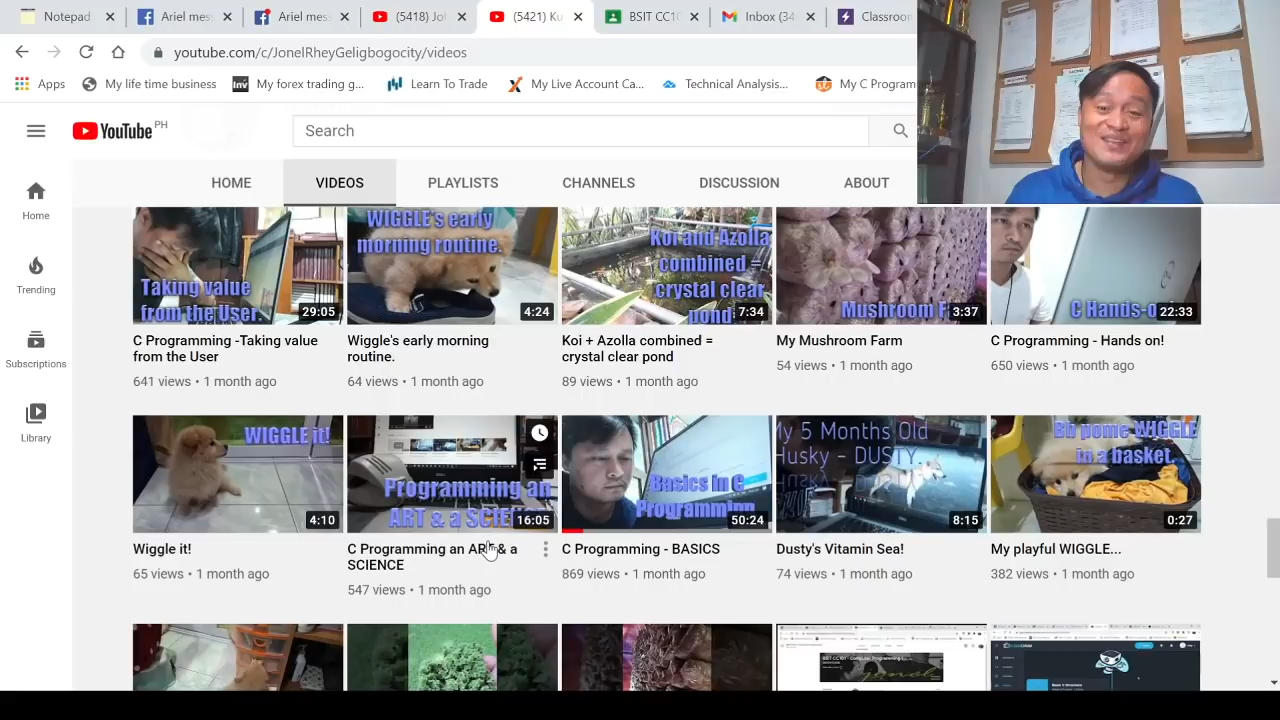 Notepad
Ariel mes
Ariel mes
(5418) Jo
(5421) Ku
BSIT CC10
Inbox (34
Classroom
youtube.com/c/JonelRheyGeligbogocity/videos
Apps
My life time business
My forex
Learn To Trade
My Live Account Ca...
Technical Analysis...
My C Program
YouTube PH
Search
HOME
VIDEOS
PLAYLISTS
CHANNELS
DISCUSSION
ABOUT
Home
Trending
Subscriptions
Library
Taking value
from the User.
29:05
WIGGLE's early
morning routine.
4:24
Koi and Azolla
combined =
crystal clear
pond.
7:34
Mushroom F
3:37
C Hands-o
22:33
C Programming -Taking value
from the User
641 views • 1 month ago
Wiggle's early morning
routine.
64 views • 1 month ago
Koi + Azolla combined =
crystal clear pond
89 views • 1 month ago
My Mushroom Farm
54 views • 1 month ago
C Programming - Hands on!
650 views • 1 month ago
WIGGLE it!
4:10
Programming an
ART & a SCIE
16:05
Basics in C
Programming
50:24
My 5 Months Old
Husky - DUSTY
8:15
Bb pome WIGGLE
in a basket.
0:27
Wiggle it!
65 views • 1 month ago
C Programming an ART & a
SCIENCE
547 views • 1 month ago
C Programming - BASICS
869 views • 1 month ago
Dusty's Vitamin Sea!
74 views • 1 month ago
My playful WIGGLE...
382 views • 1 month ago